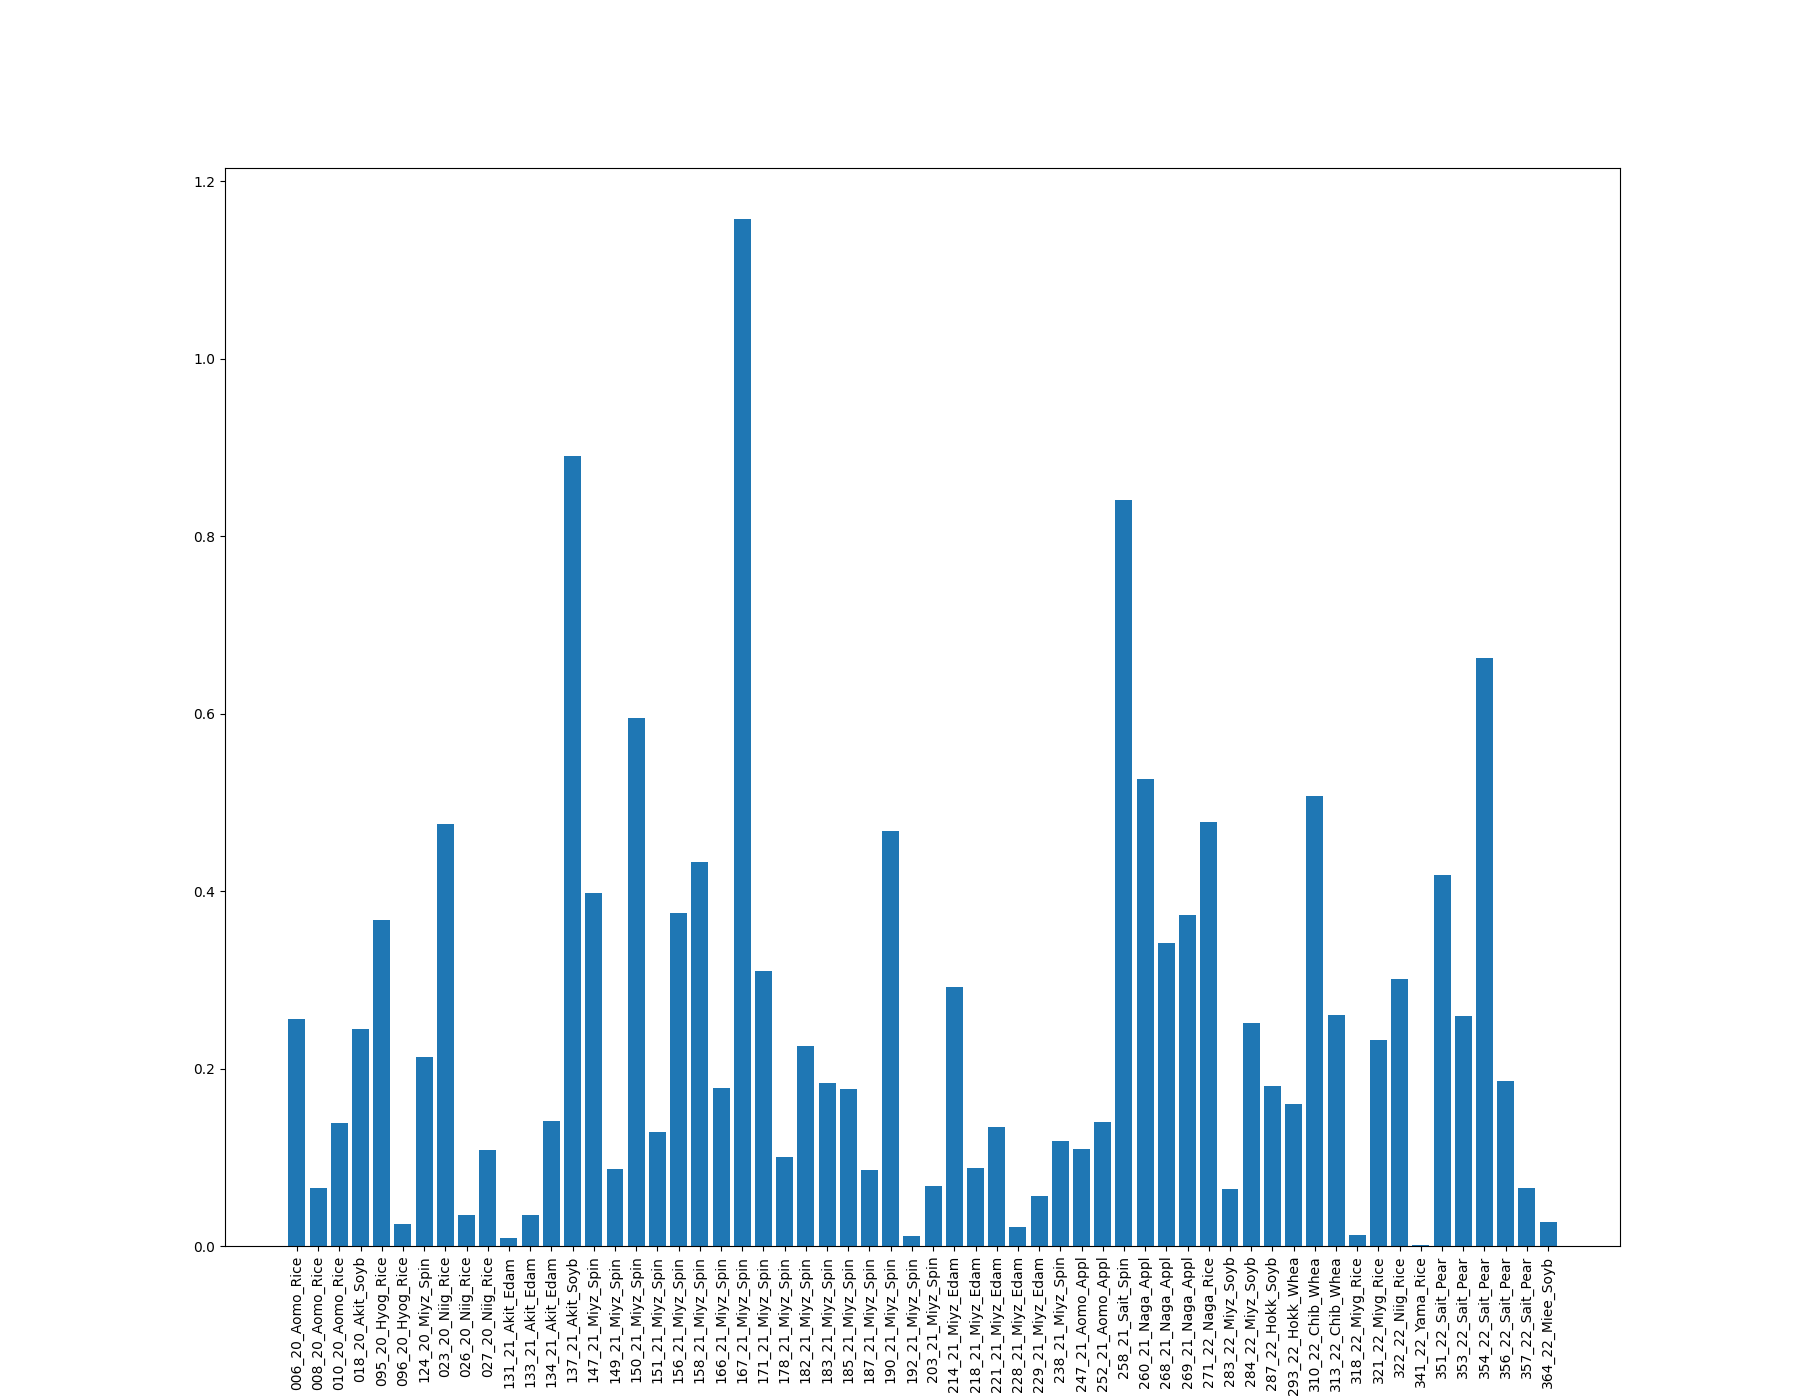 1.2
1.0
0.8
0.6
0.4
0.2
0.0
006_20_Aomo_Rice
008_20_Aomo_Rice
010_20_Aomo_Rice
018_20_Akit_Soyb
095_20_Hyog_Rice
096_20_Hyog_Rice
124_20_Miyz_Spin
023_20_Niig_Rice
026_20_Niig_Rice
027_20_Niig_Rice
131_21_Akit_Edam
133_21_Akit_Edam
134_21_Akit_Edam
137_21_Akit_Soyb
147_21_Miyz_Spin
149_21_Miyz_Spin
150_21_Miyz_Spin
151_21_Miyz_Spin
156_21_Miyz_Spin
158_21_Miyz_Spin
166_21_Miyz_Spin
167_21_Miyz_Spin
171_21_Miyz_Spin
178_21_Miyz_Spin
182_21_Miyz_Spin
183_21_Miyz_Spin
185_21_Miyz_Spin
187_21_Miyz_Spin
190_21_Miyz_Spin
192_21_Miyz_Spin
203_21_Miyz_Spin
214_21_Miyz_Edam
218_21_Miyz_Edam
221_21_Miyz_Edam
228_21_Miyz_Edam
229_21_Miyz_Edam
238_21_Miyz_Spin
247_21_Aomo_Appl
252_21_Aomo_Appl
258_21_Sait_Spin
260_21_Naga_Appl
268_21_Naga_Appl
269_21_Naga_Appl
271_22_Naga_Rice
283_22_Miyz_Soyb
284_22_Miyz_Soyb
287_22_Hokk_Soyb
293_22_Hokk_Whea
310_22_Chib_Whea
313_22_Chib_Whea
318_22_Miyg_Rice
321_22_Miyg_Rice
322_22_Niig_Rice
341_22_Yama_Rice
351_22_Sait_Pear
353_22_Sait_Pear
354_22_Sait_Pear
356_22_Sait_Pear
357_22_Sait_Pear
364_22_Miee_Soyb